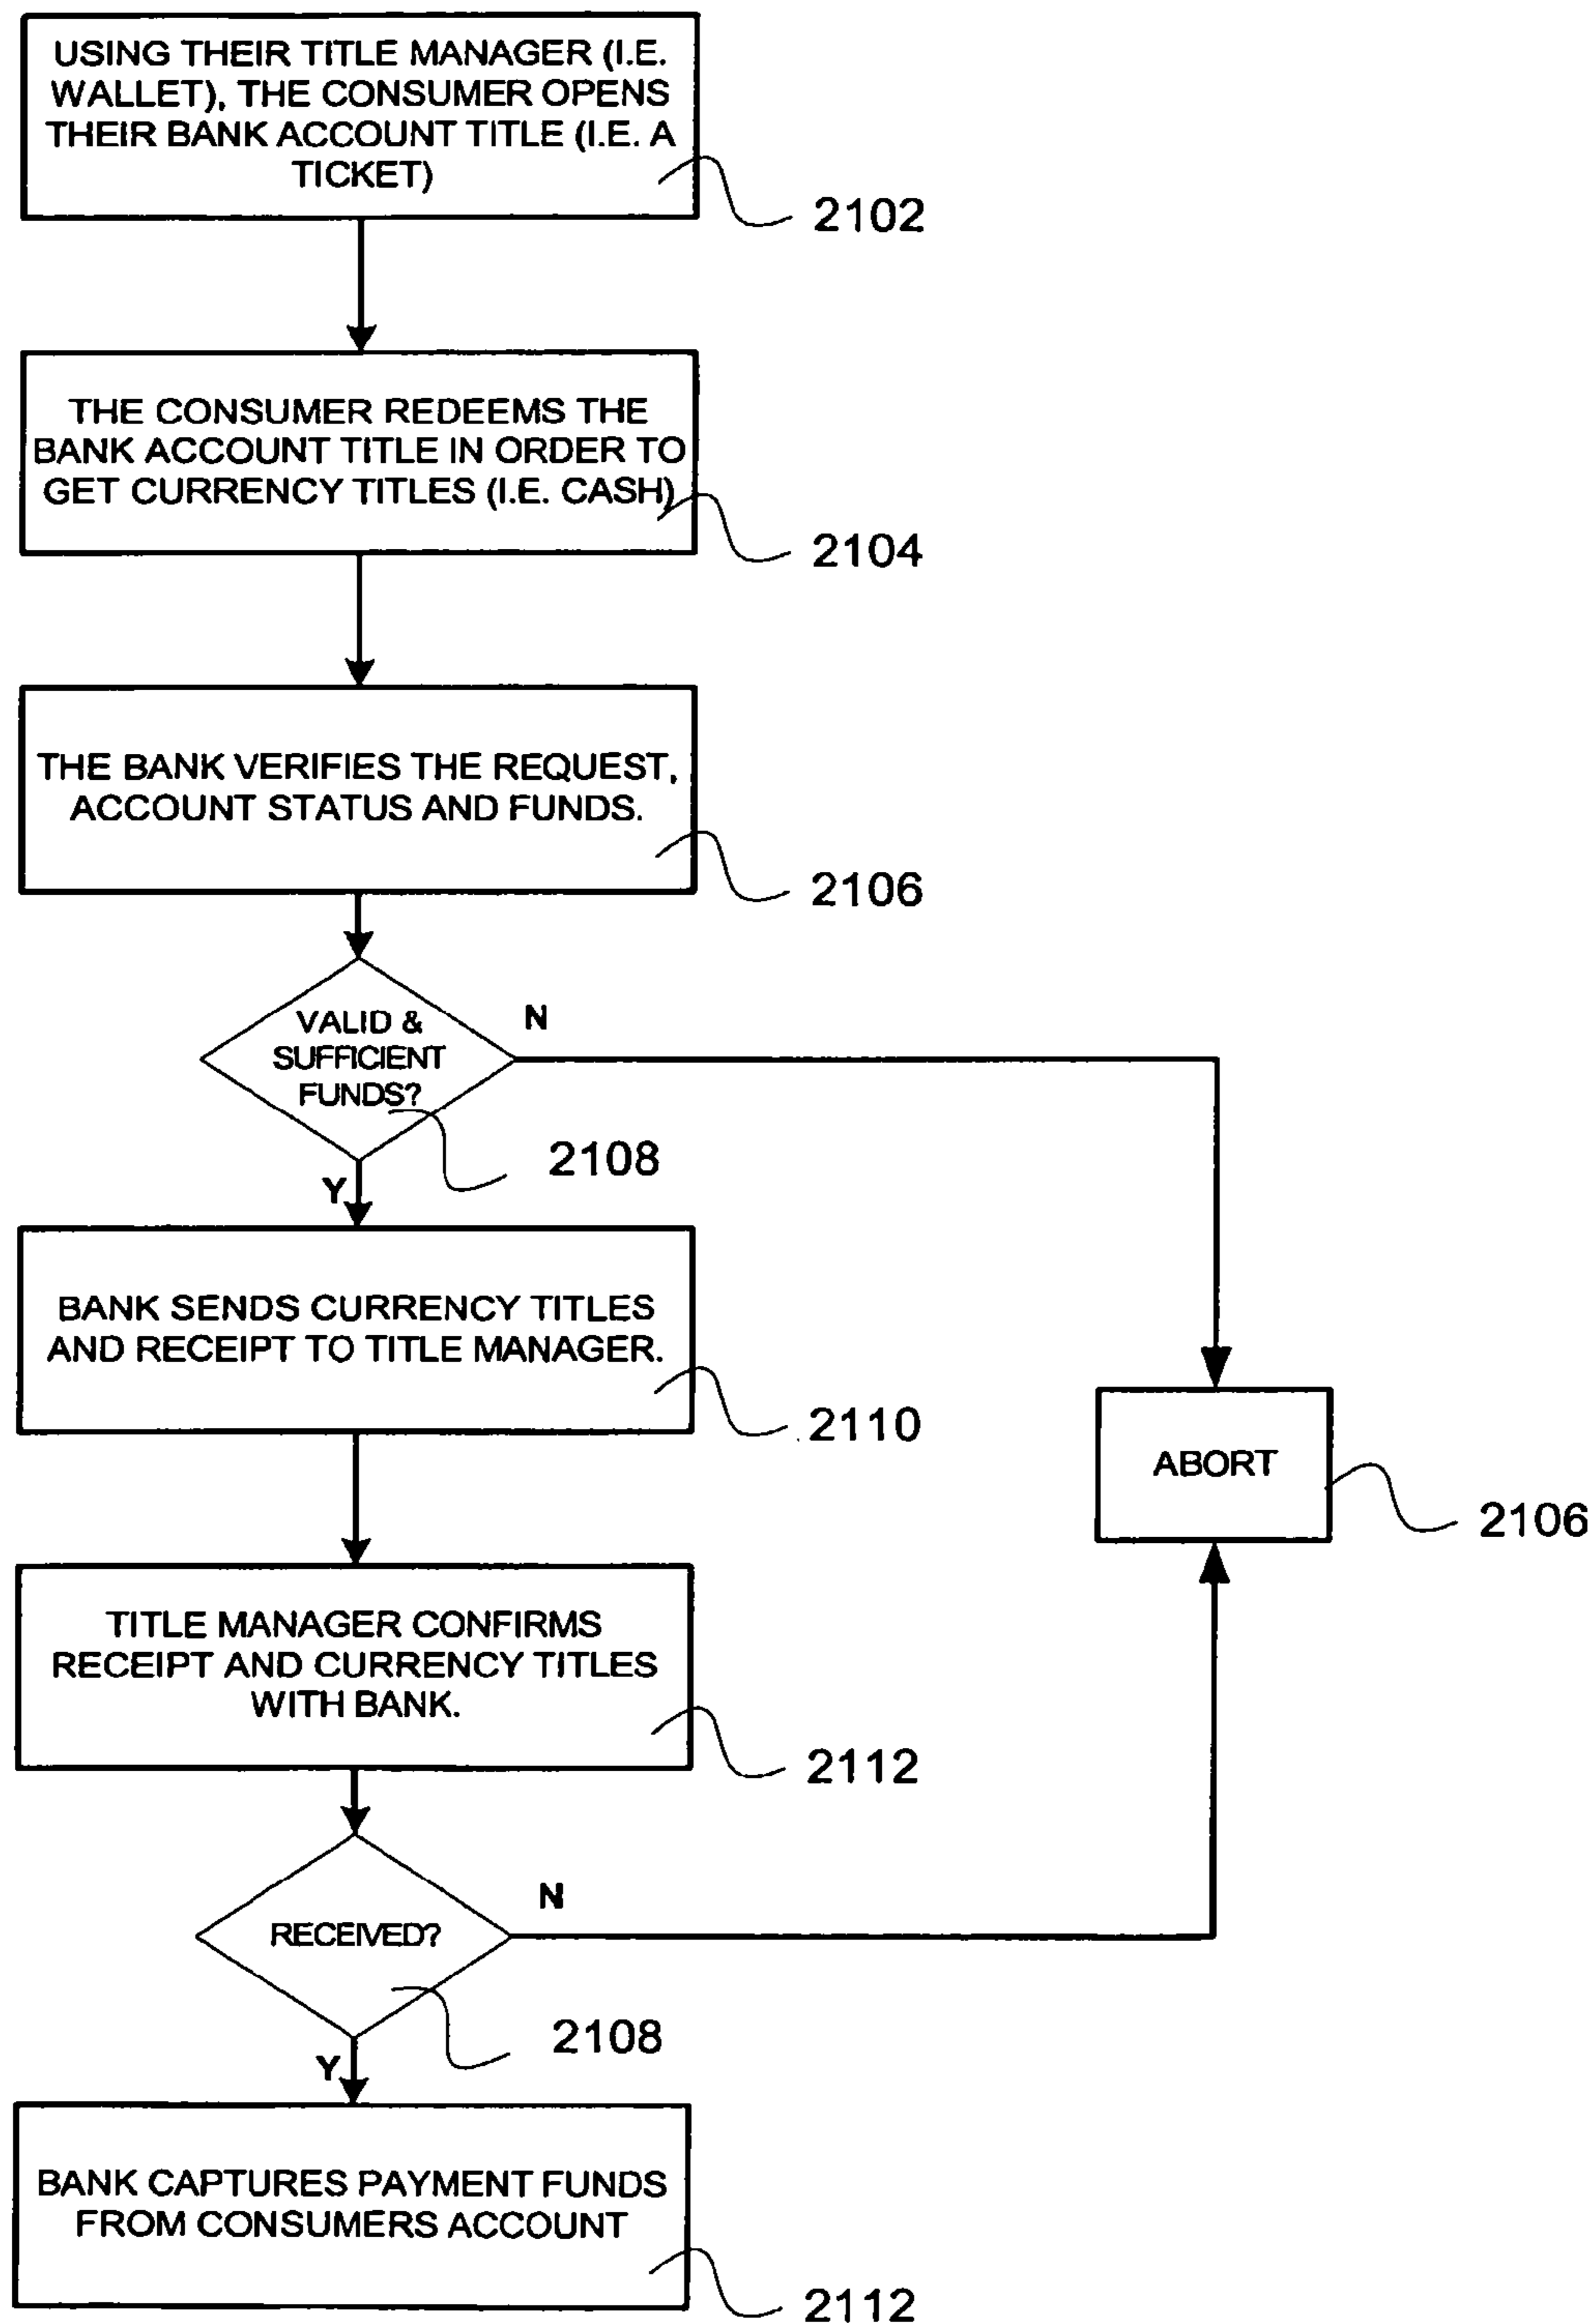 USING THEIR TITLE MANAGER (I.E.
WALLET), THE CONSUMER OPENS
THEIR BANK ACCOUNT TITLE (I.E. A
TICKET)
2102
THE CONSUMER REDEEMS THE
BANK ACCOUNT TITLE IN ORDER TO
GET CURRENCY TITLES (I.E. CASH)
2104
THE BANK VERIFIES THE REQUEST,
ACCOUNT STATUS AND FUNDS.
2106
VALID &
SUFFICIENT
FUNDS?
N
2108
Y
BANK SENDS CURRENCY TITLES
AND RECEIPT TO TITLE MANAGER.
2110
ABORT
2106
TITLE MANAGER CONFIRMS
RECEIPT AND CURRENCY TITLES
WITH BANK.
2112
RECEIVED?
N
2108
Y
BANK CAPTURES PAYMENT FUNDS
FROM CONSUMERS ACCOUNT
2112